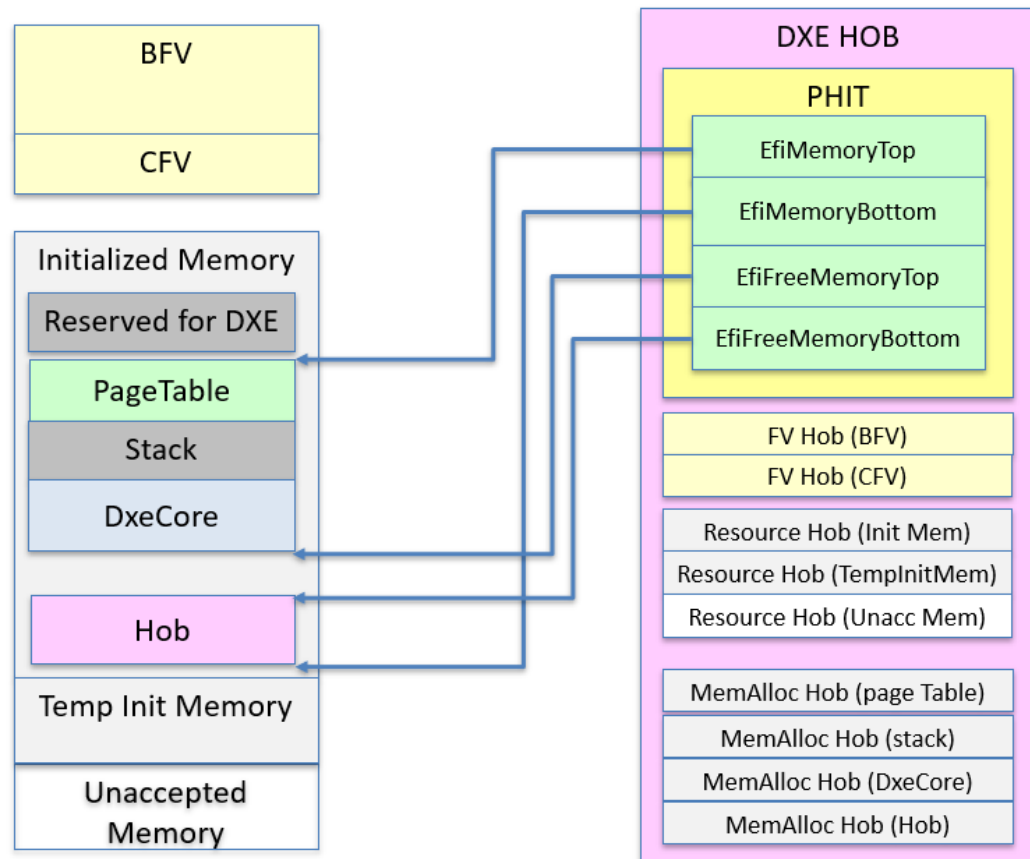 BFV
CFV
Initialized Memory
Reserved for DXE
PageTable
Stack
DxeCore
Hob
Temp Init Memory
Unaccepted
Memory
DXE HOB
PHIT
EfiMemoryTop
EfiMemoryBottom
EfiFreeMemoryTop
EfiFreeMemoryBottom
FV Hob (BFV)
FV Hob (CFV)
Resource Hob (Init Mem)
Resource Hob (TempInitMem)
Resource Hob (Unacc Mem)
MemAlloc Hob (page Table)
MemAlloc Hob (stack)
MemAlloc Hob (DxeCore)
MemAlloc Hob (Hob)